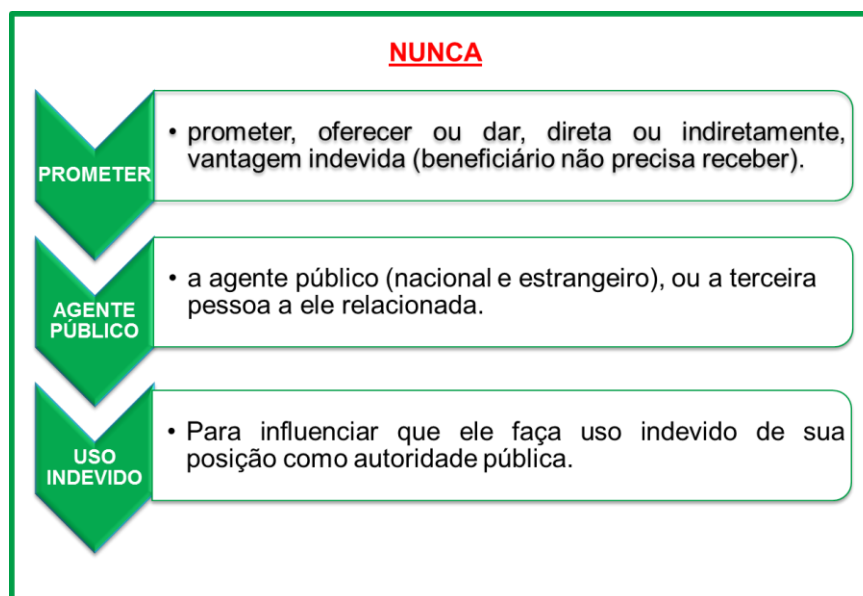 NUNCA
PROMETER
• prometer, oferecer ou dar, direta ou indiretamente,
vantagem indevida (beneficiário não precisa receber).
AGENTE
PÚBLICO
• a agente público (nacional e estrangeiro), ou a terceira
pessoa a ele relacionada.
USO
INDEVIDO
• Para influenciar que ele faça uso indevido de sua
posição como autoridade pública.